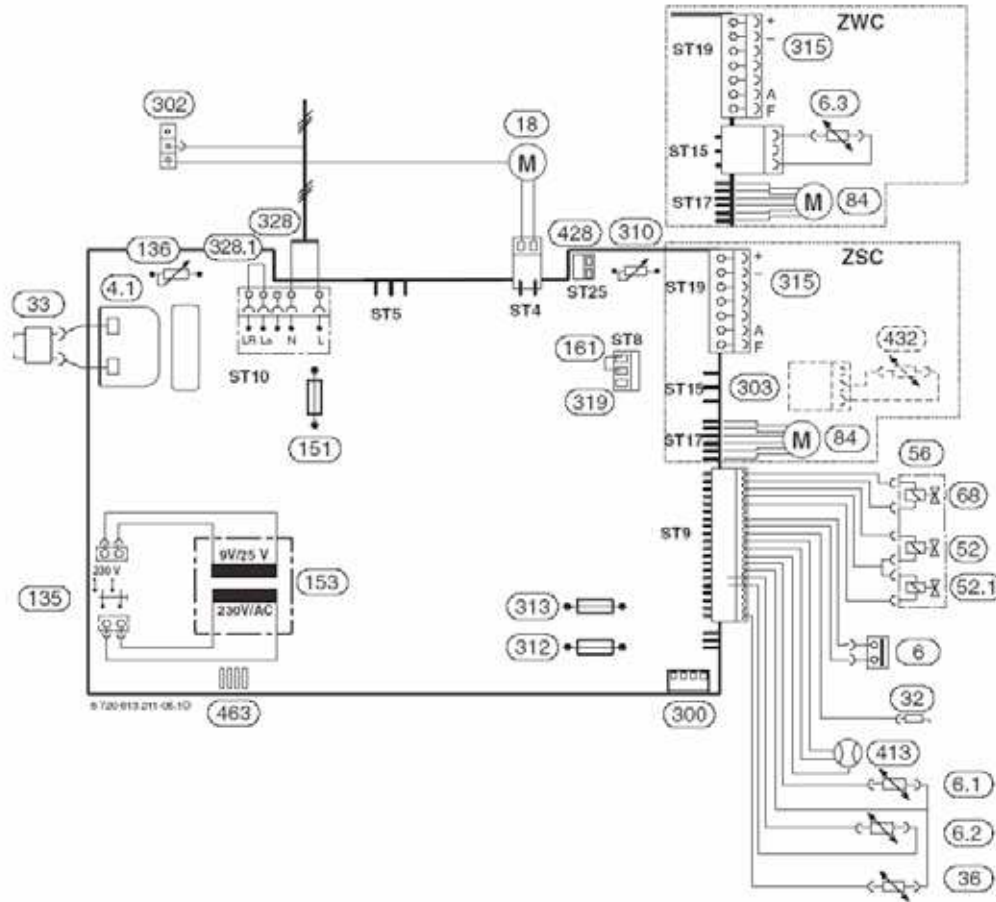 ZWC
ST19
+
−
315
A
F
6.3
ST15
M
84
ST17
302
18
M
328
328.1
136
4.1
33
428
310
ZSC
ST19
+
−
315
A
F
ST5
ST4
ST25
LR Ls N L
ST10
151
161
ST8
319
432
303
ST15
ST17
M
84
56
68
52
52.1
ST9
9V/25 V
230 V
153
135
230V/AC
313
312
6
32
463
300
413
6.1
6.2
36